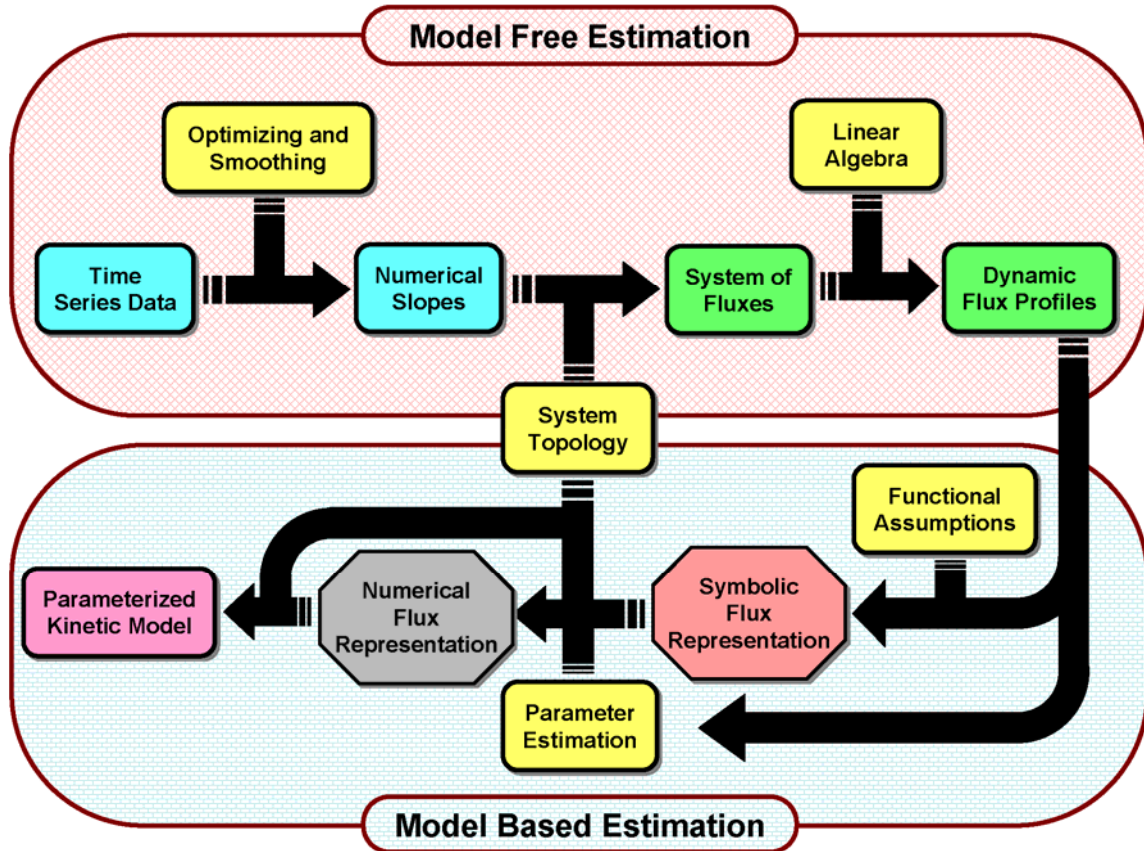 Model Free Estimation
Optimizing and
Smoothing
Linear
Algebra
Time
Series Data
Numerical
Slopes
System of
Fluxes
Dynamic
Flux Profiles
System
Topology
Functional
Assumptions
Parameterized
Kinetic Model
Numerical
Flux
Representation
Symbolic
Flux
Representation
Parameter
Estimation
Model Based Estimation